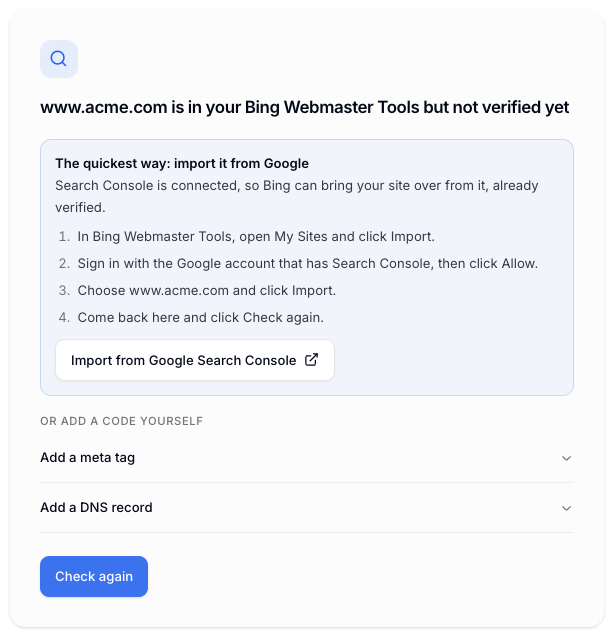 www.acme.com is in your Bing Webmaster Tools but not verified yet
The quickest way: import it from Google
Search Console is connected, so Bing can bring your site over from it, already
verified.
1. In Bing Webmaster Tools, open My Sites and click Import.
2. Sign in with the Google account that has Search Console, then click Allow.
3. Choose www.acme.com and click Import.
4. Come back here and click Check again.
Import from Google Search Console
OR ADD A CODE YOURSELF
Add a meta tag
Add a DNS record
Check again